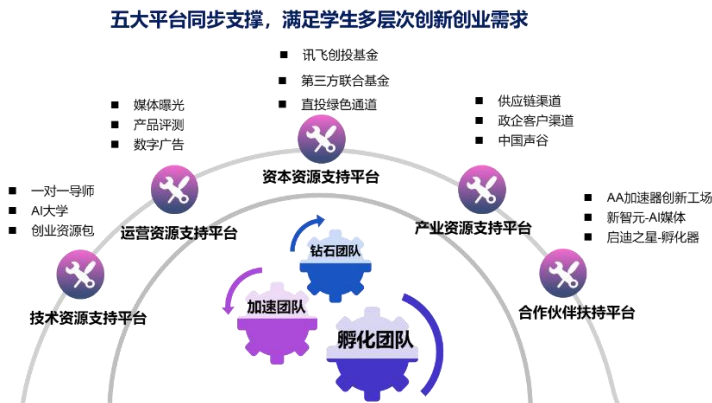 五大平台同步支撑，满足学生多层次创新创业需求
讯飞创投基金
第三方联合基金
直投绿色通道
资本资源支持平台
媒体曝光
产品评测
数字广告
运营资源支持平台
供应链渠道
政企客户渠道
中国声谷
产业资源支持平台
一对一导师
AI大学
创业资源包
技术资源支持平台
AA加速器创新工场
新智元-AI媒体
启迪之星-孵化器
合作伙伴扶持平台
钻石团队
加速团队
孵化团队